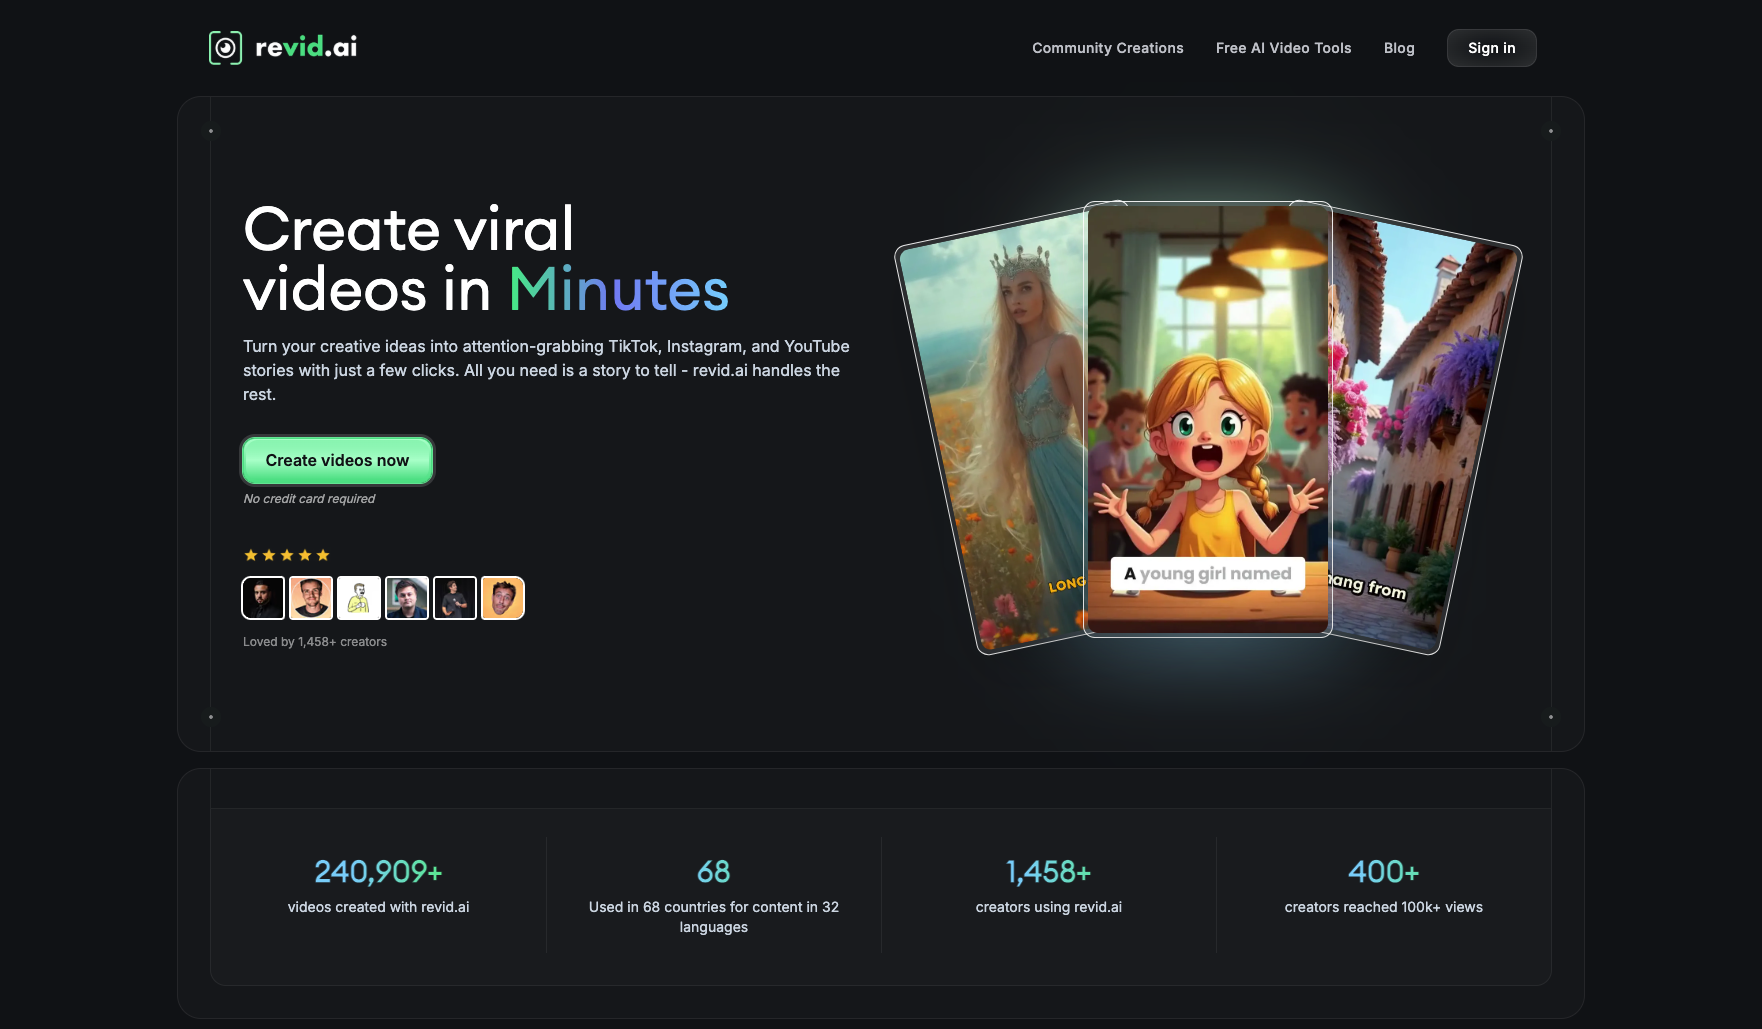 revid.ai
Community Creations
Free AI Video Tools
Blog
Sign in
Create viral
videos in Minutes
Turn your creative ideas into attention-grabbing TikTok, Instagram, and YouTube
stories with just a few clicks. All you need is a story to tell - revid.ai handles the
rest.
Create videos now
No credit card required
Loved by 1,458+ creators
LONG
A young girl named
hang from
240,909+
videos created with revid.ai
68
Used in 68 countries for content in 32
languages
1,458+
creators using revid.ai
400+
creators reached 100k+ views